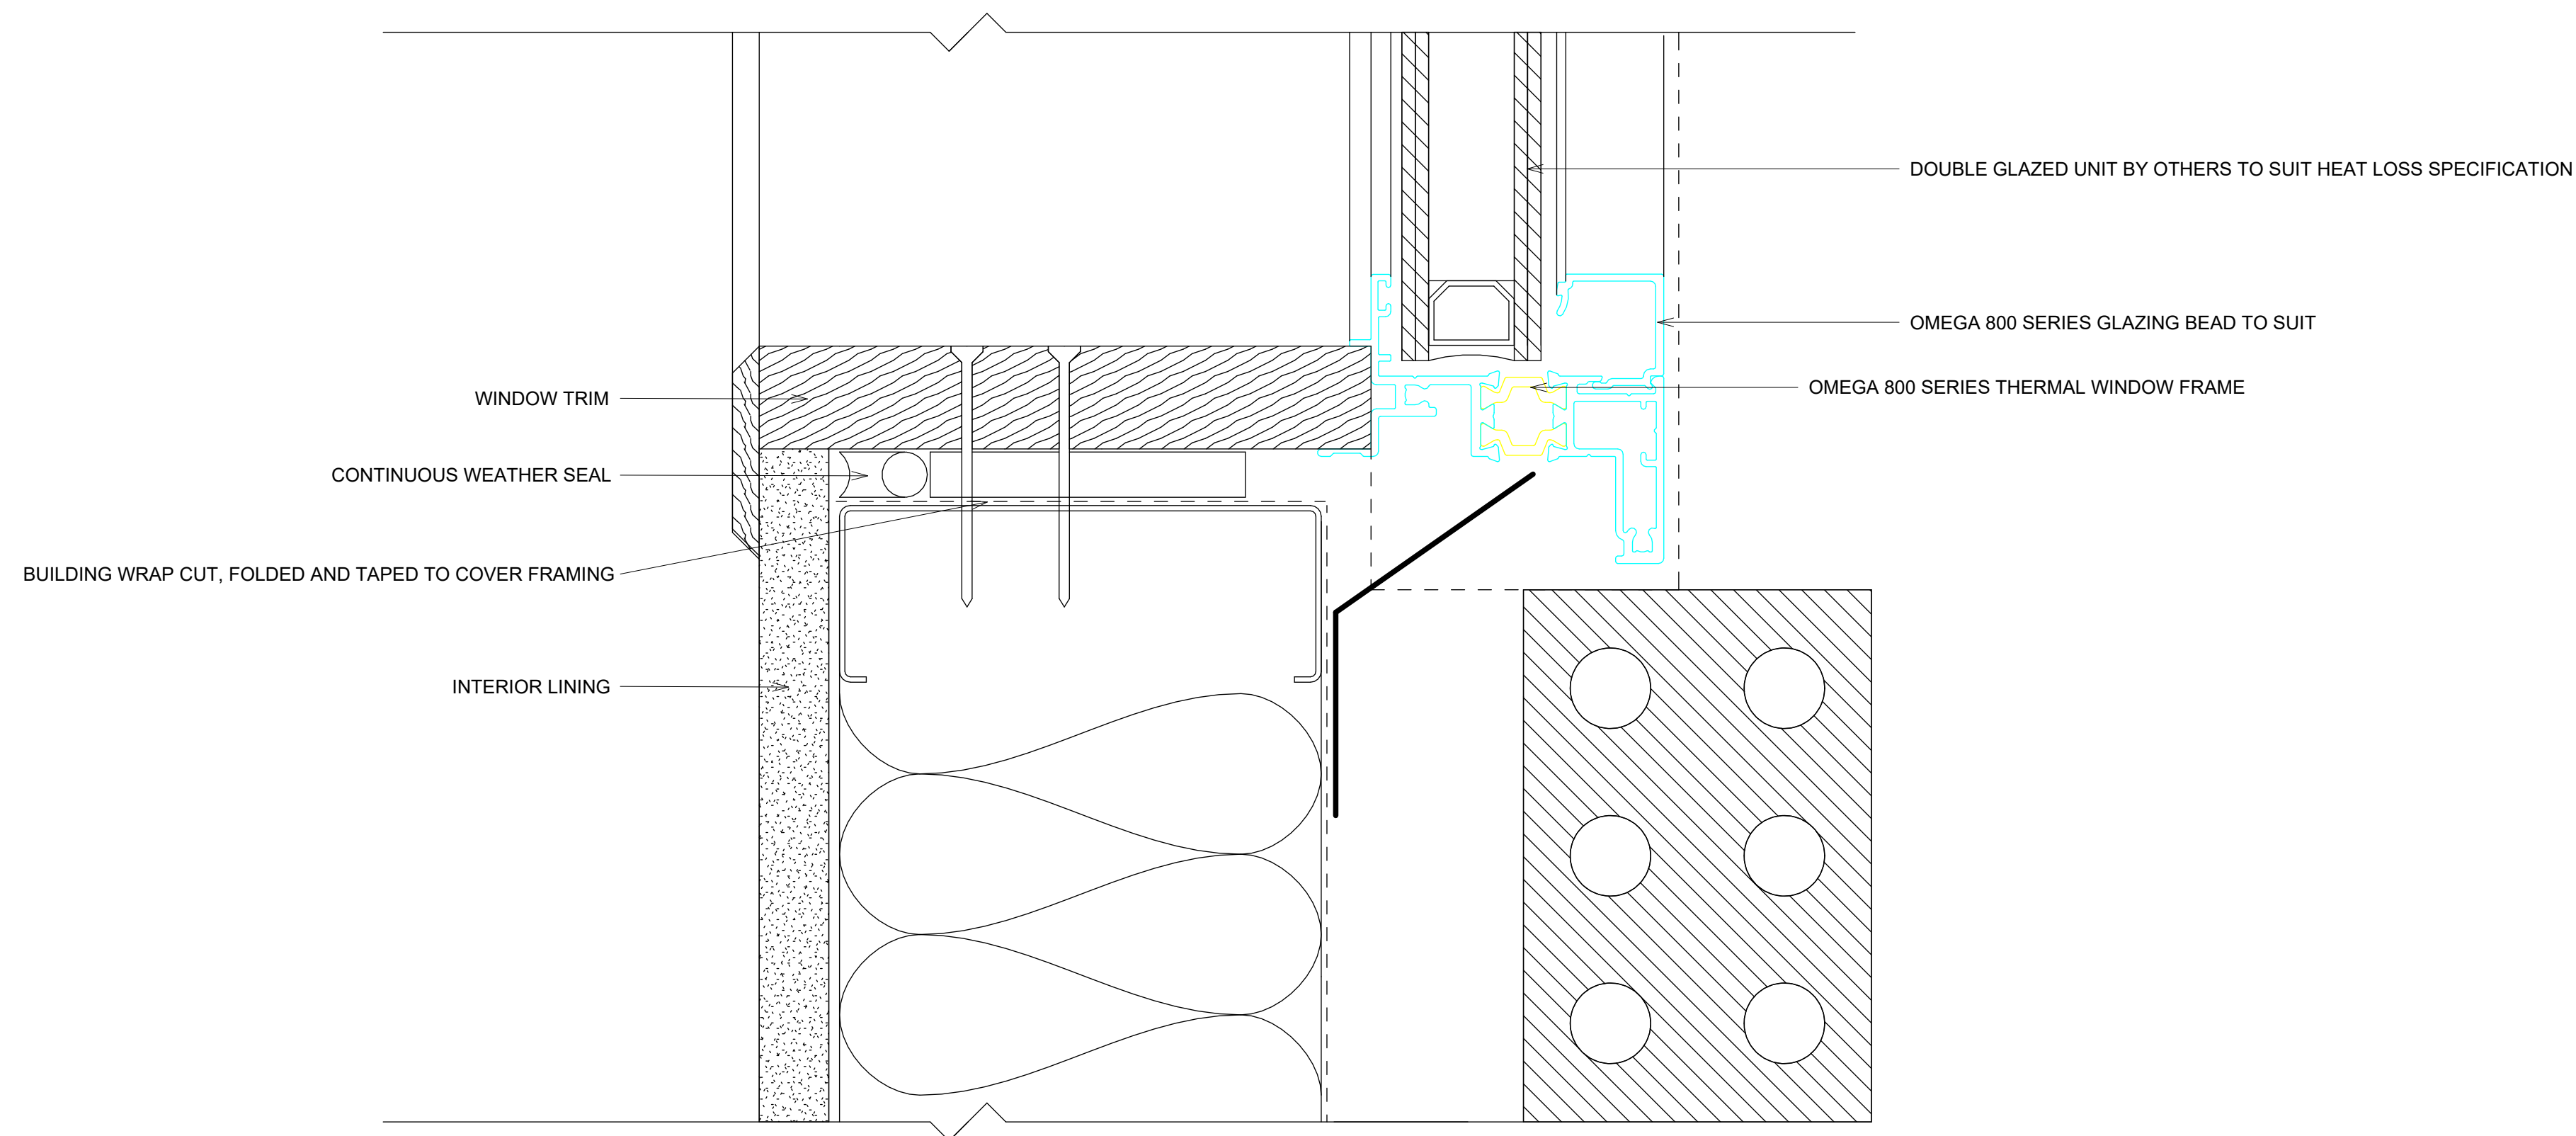 DOUBLE GLAZED UNIT BY OTHERS TO SUIT HEAT LOSS SPECIFICATION
OMEGA 800 SERIES GLAZING BEAD TO SUIT
OMEGA 800 SERIES THERMAL WINDOW FRAME
WINDOW TRIM
CONTINUOUS WEATHER SEAL
BUILDING WRAP CUT, FOLDED AND TAPED TO COVER FRAMING
INTERIOR LINING